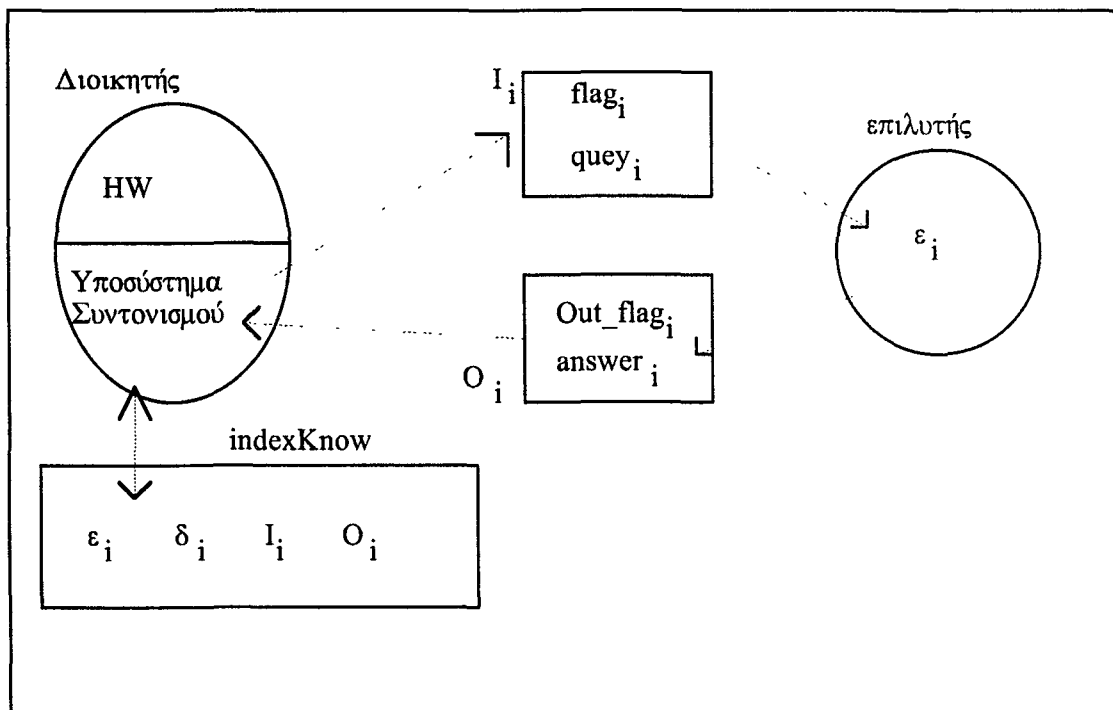 Διοικητής
HW
Υποσύστημα
Συντονισμού
I i
flag i
quey i
επιλυτής
ε i
Out_flag i
answer i
O i
indexKnow
ε i δ i I i O i